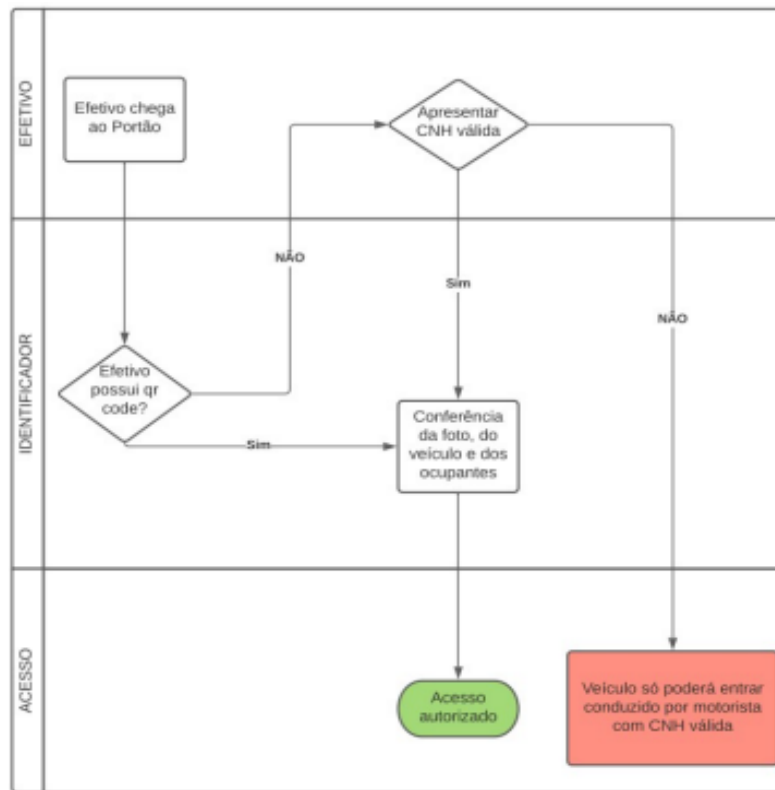 EFETIVO
Efetivo chega
ao Portão
Apresentar
CNH válida
IDENTIFICADOR
NÃO
Sim
NÃO
Efetivo
possui qr
code?
Sim
Conferência
da foto, do
veículo e dos
ocupantes
ACESSO
Acesso
autorizado
Veículo só poderá entrar
conduzido por motorista
com CNH válida